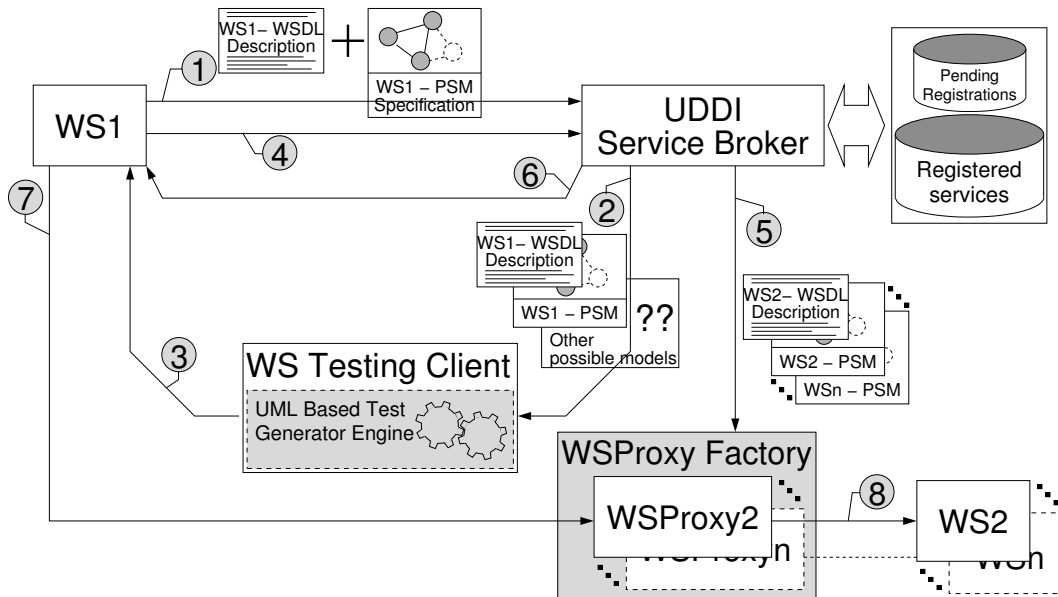 WS1– WSDL
Description
1
WS1 – PSM
Specification
Pending
Registrations
WS1
UDDI
Service Broker
4
Registered
services
6
7
2
5
WS1– WSDL
Description
WS1 – PSM
??
Other
possible models
WS2– WSDL
Description
WS2 – PSM
WSn – PSM
3
WS Testing Client
UML Based Test
Generator Engine
WSProxy Factory
8
WSProxy2
WS2
WSProxyn
WSn